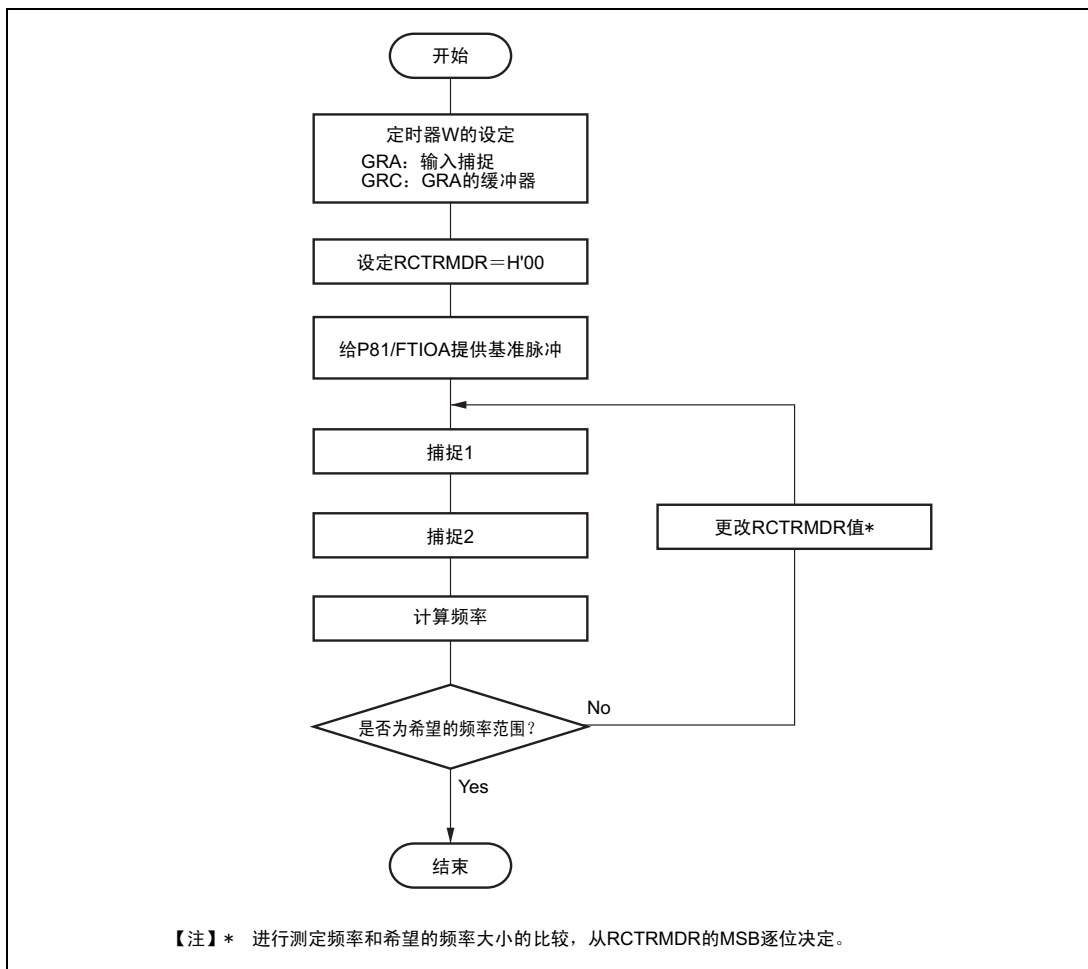 开始
定时器W的设定
GRA：输入捕捉
GRC：GRA的缓冲器
设定RCTRMDR＝H'00
给P81/FTIOA提供基准脉冲
捕捉1
捕捉2
更改RCTRMDR值*
计算频率
是否为希望的频率范围？
No
Yes
结束
【注】* 进行测定频率和希望的频率大小的比较，从RCTRMDR的MSB逐位决定。